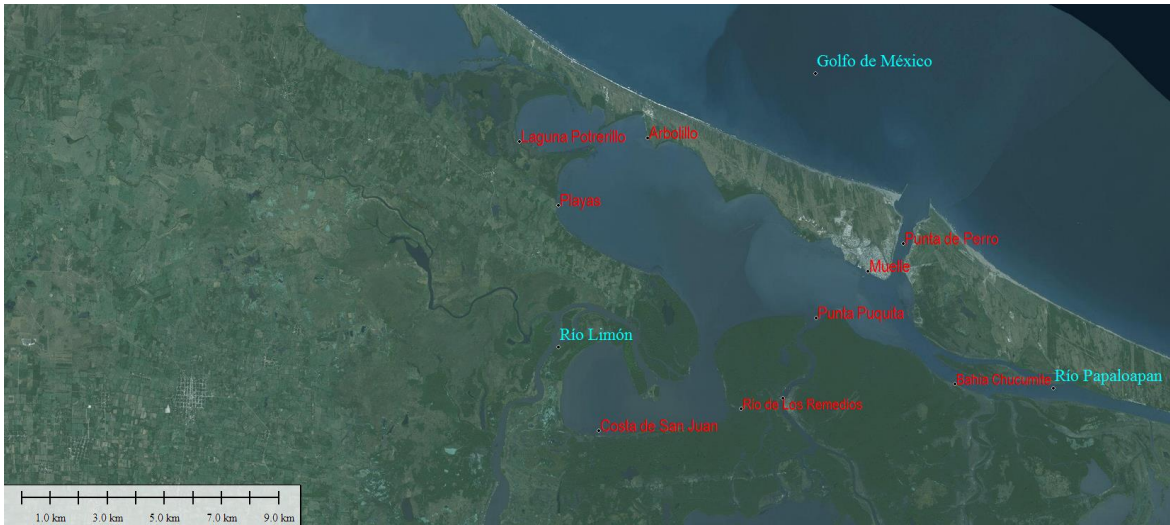 Golfo de México
Laguna Potrerillo
Arbolillo
Playas
Punta de Perro
Muelle
Punta Puquita
Río Limón
Bahia Chuchumite
Río Papaloapan
Río de Los Remedios
Costa de San Juan
1.0 km 3.0 km 5.0 km 7.0 km 9.0 km